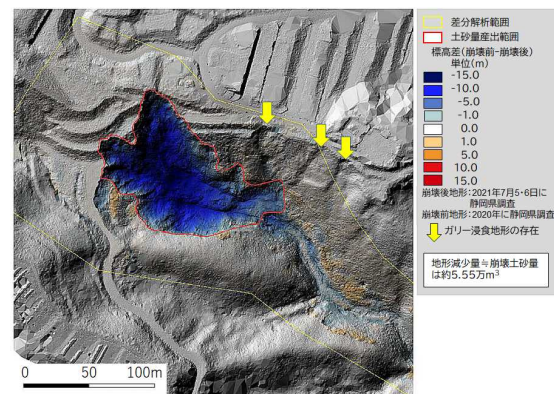 差分解析範囲
土砂量産出範囲
標高差(崩壊前-崩壊後)
単位(m)
-15.0
-10.0
-5.0
-1.0
0.0
1.0
5.0
10.0
15.0
崩壊後地形:2021年7月5・6日に
静岡県調査
崩壊前地形:2020年に静岡県調査
ガリー浸食地形の存在
地形減少量≒崩壊土砂量
は約5.55万m³
0 50 100m